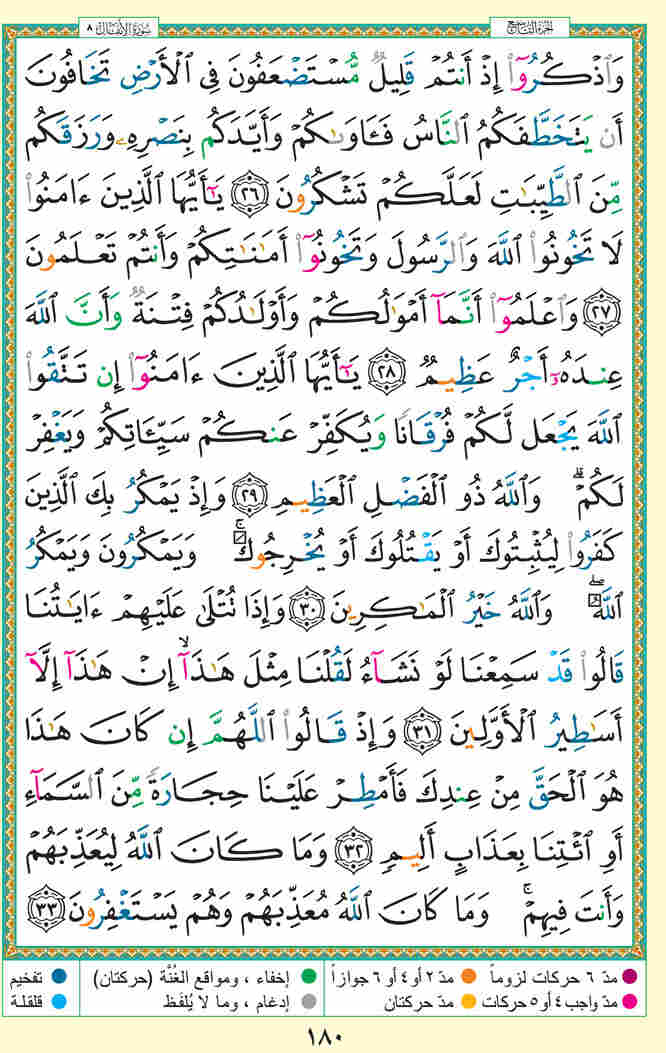 الجزء التاسع
سورة الأنفال ٨
وَٱذْكُرُوٓا۟ إِذْ أَنتُمْ قَلِيلٌ مُّسْتَضْعَفُونَ فِى ٱلْأَرْضِ تَخَافُونَ
أَن يَتَخَطَّفَكُمُ ٱلنَّاسُ فَـَٔاوَىٰكُمْ وَأَيَّدَكُم بِنَصْرِهِۦ وَرَزَقَكُم
مِّنَ ٱلطَّيِّبَـٰتِ لَعَلَّكُمْ تَشْكُرُونَ ٢٦ يَـٰٓأَيُّهَا ٱلَّذِينَ ءَامَنُوا۟
لَا تَخُونُوا۟ ٱللَّهَ وَٱلرَّسُولَ وَتَخُونُوٓا۟ أَمَـٰنَـٰتِكُمْ وَأَنتُمْ تَعْلَمُونَ
٢٧ وَٱعْلَمُوٓا۟ أَنَّمَآ أَمْوَٰلُكُمْ وَأَوْلَـٰدُكُمْ فِتْنَةٌ وَأَنَّ ٱللَّهَ
عِندَهُۥٓ أَجْرٌ عَظِيمٌ ٢٨ يَـٰٓأَيُّهَا ٱلَّذِينَ ءَامَنُوٓا۟ إِن تَتَّقُوا۟
ٱللَّهَ يَجْعَل لَّكُمْ فُرْقَانًا وَيُكَفِّرْ عَنكُمْ سَيِّـَٔاتِكُمْ وَيَغْفِرْ
لَكُمْ ۗ وَٱللَّهُ ذُو ٱلْفَضْلِ ٱلْعَظِيمِ ٢٩ وَإِذْ يَمْكُرُ بِكَ ٱلَّذِينَ
كَفَرُوا۟ لِيُثْبِتُوكَ أَوْ يَقْتُلُوكَ أَوْ يُخْرِجُوكَ ۚ وَيَمْكُرُونَ وَيَمْكُرُ
ٱللَّهُ ۖ وَٱللَّهُ خَيْرُ ٱلْمَـٰكِرِينَ ٣٠ وَإِذَا تُتْلَىٰ عَلَيْهِمْ ءَايَـٰتُنَا
قَالُوا۟ قَدْ سَمِعْنَا لَوْ نَشَآءُ لَقُلْنَا مِثْلَ هَـٰذَآ ۙ إِنْ هَـٰذَآ إِلَّآ
أَسَـٰطِيرُ ٱلْأَوَّلِينَ ٣١ وَإِذْ قَالُوا۟ ٱللَّهُمَّ إِن كَانَ هَـٰذَا
هُوَ ٱلْحَقَّ مِنْ عِندِكَ فَأَمْطِرْ عَلَيْنَا حِجَارَةً مِّنَ ٱلسَّمَآءِ
أَوِ ٱئْتِنَا بِعَذَابٍ أَلِيمٍ ٣٢ وَمَا كَانَ ٱللَّهُ لِيُعَذِّبَهُمْ
وَأَنتَ فِيهِمْ ۚ وَمَا كَانَ ٱللَّهُ مُعَذِّبَهُمْ وَهُمْ يَسْتَغْفِرُونَ ٣٣
مدّ ٦ حركات لزوماً
مدّ ٢ أو ٤ أو ٦ جوازاً
إخفاء ، ومواقع الغُنَّة (حركتان)
تفخيم
مدّ واجب ٤ أو ٥ حركات
مدّ حركتان
إدغام ، وما لا يُلفَظ
قلقلة
١٨٠